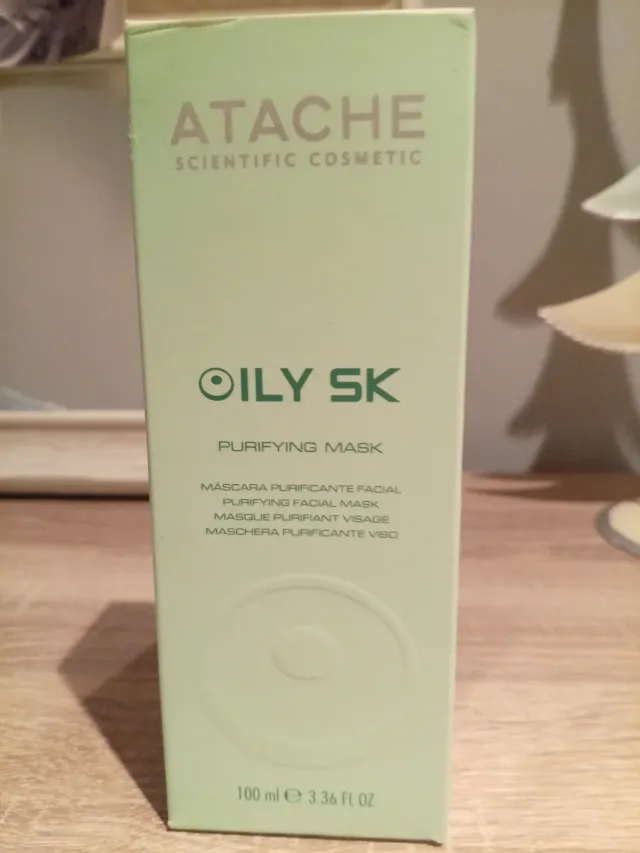 ATACHE
SCIENTIFIC COSMETIC
OILY SK
PURIFYING MASK
MÁSCARA PURIFICANTE FACIAL
PURIFYING FACIAL MASK
MASQUE PURIFIANT VISAGE
MASCHERA PURIFICANTE VISO
100 ml ℮ 3.36 FL OZ